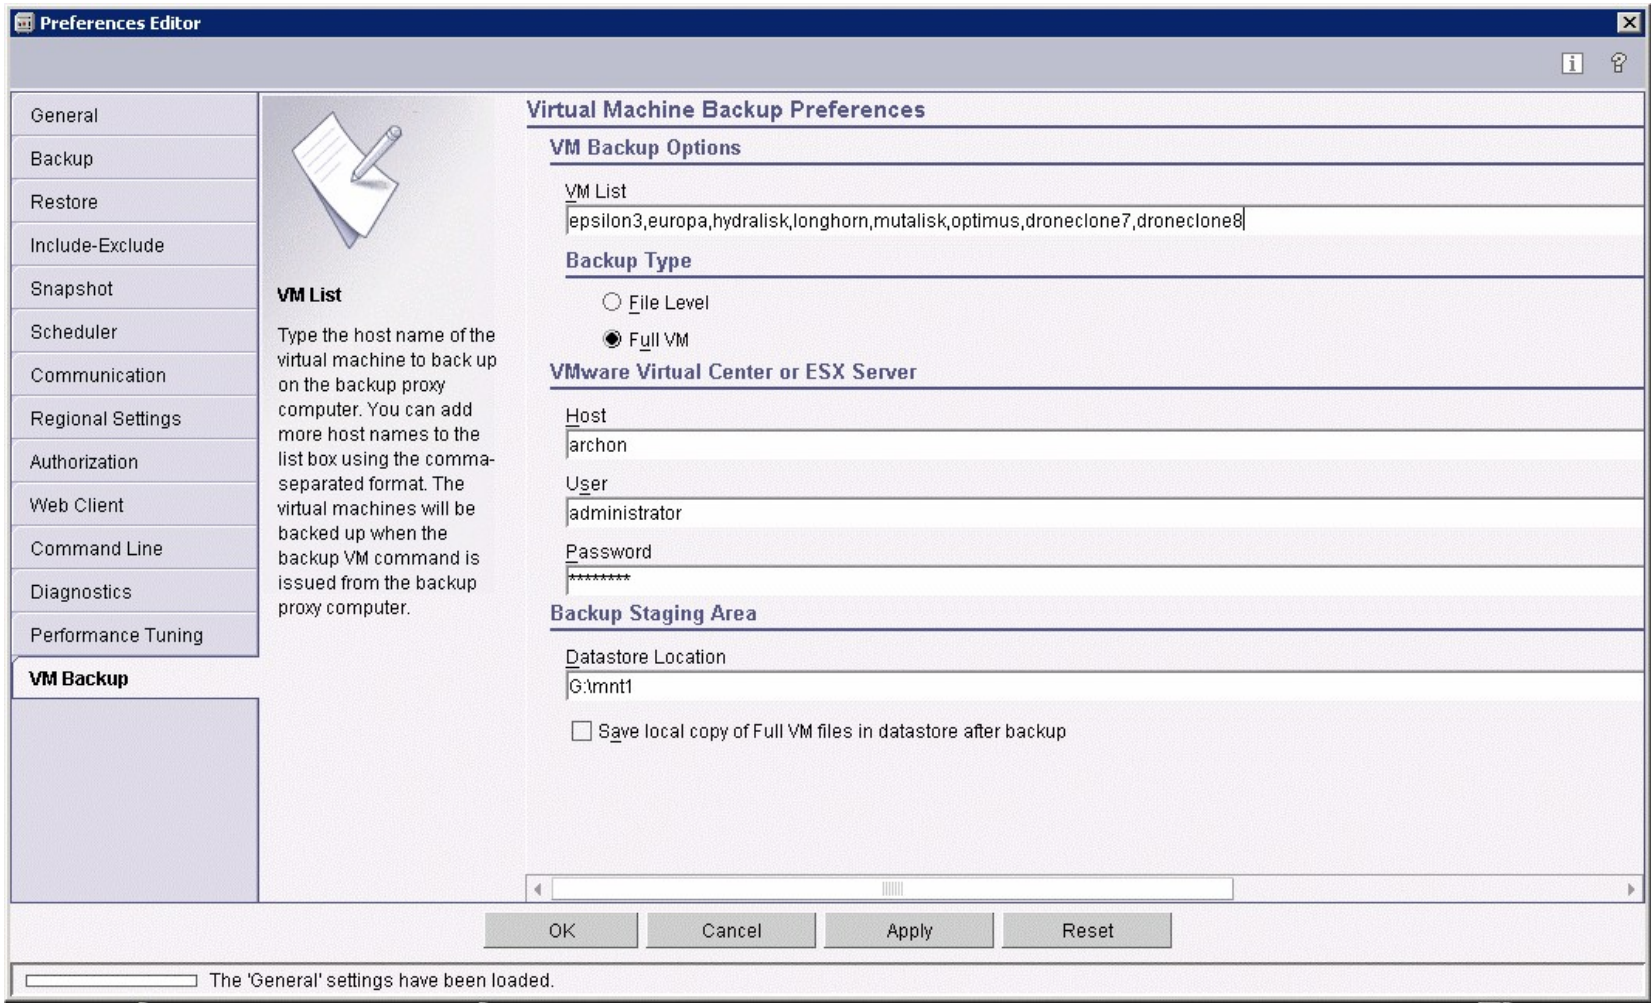 Preferences Editor
General
Backup
Restore
Include-Exclude
Snapshot
Scheduler
Communication
Regional Settings
Authorization
Web Client
Command Line
Diagnostics
Performance Tuning
VM Backup
VM List
Type the host name of the
virtual machine to back up
on the backup proxy
computer. You can add
more host names to the
list box using the comma-
separated format. The
virtual machines will be
backed up when the
backup VM command is
issued from the backup
proxy computer.
Virtual Machine Backup Preferences
VM Backup Options
VM List
epsilon3,europa,hydralisk,longhorn,mutalisk,optimus,droneclone7,droneclone8
Backup Type
File Level
Full VM
VMware Virtual Center or ESX Server
Host
archon
User
administrator
Password
********
Backup Staging Area
Datastore Location
G:\mnt1
Save local copy of Full VM files in datastore after backup
OK Cancel Apply Reset
The 'General' settings have been loaded.